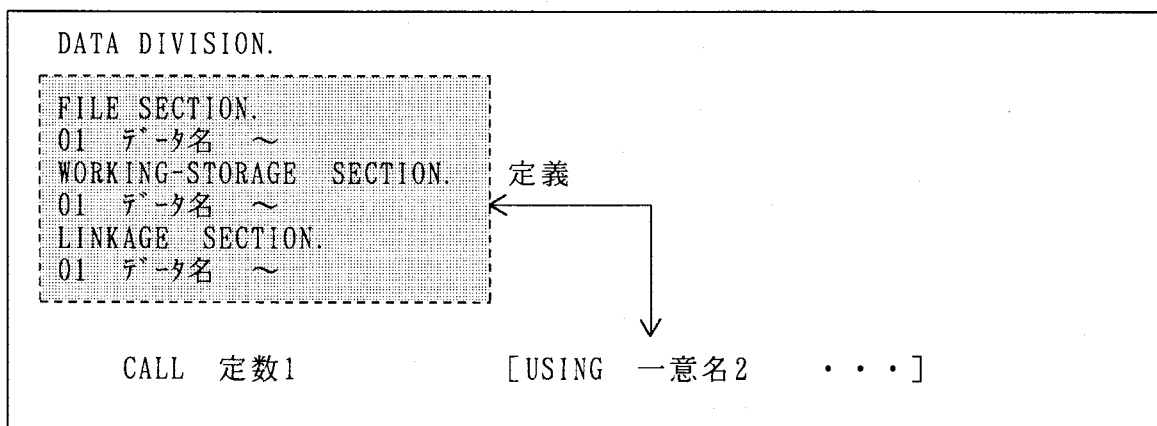 DATA DIVISION.
FILE SECTION.
01 データ名 ～
WORKING-STORAGE SECTION.
定義
01 データ名 ～
LINKAGE SECTION.
01 データ名 ～
CALL 定数1 [USING 一意名2 ・・・]